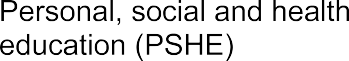 Personal, social and health
education (PSHE)